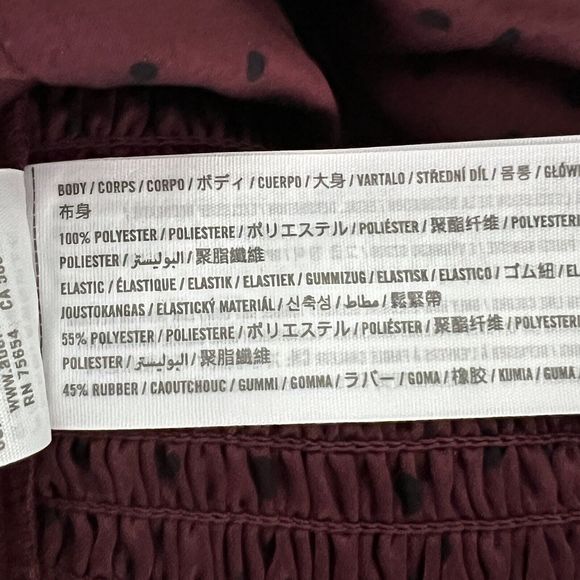 BODY / CORPS / CORPO / ボディ / CUERPO / 大身 / VARTALO / STŘEDNÍ DÍL / 몸통 / GŁÓW
布身
100% POLYESTER / POLIESTERE / ポリエステル / POLIÉSTER / 聚酯纤维 / POLYESTERI
POLIESTER / البوليستر / 聚脂纖維
ELASTIC / ÉLASTIQUE / ELASTIK / ELASTIEK / GUMMIZUG / ELASTISK / ELASTICO / ゴム紐 / EL
JOUSTOKANGAS / ELASTICKÝ MATERIÁL / 신축성 / مطاط / 鬆緊帶
55% POLYESTER / POLIESTERE / ポリエステル / POLIÉSTER / 聚酯纤维 / POLYESTERI
POLIESTER / البوليستر / 聚脂纖維
45% RUBBER / CAOUTCHOUC / GUMMI / GOMMA / ラバー / GOMA / 橡胶 / KUMIA / GUMA
CA
RN 75654